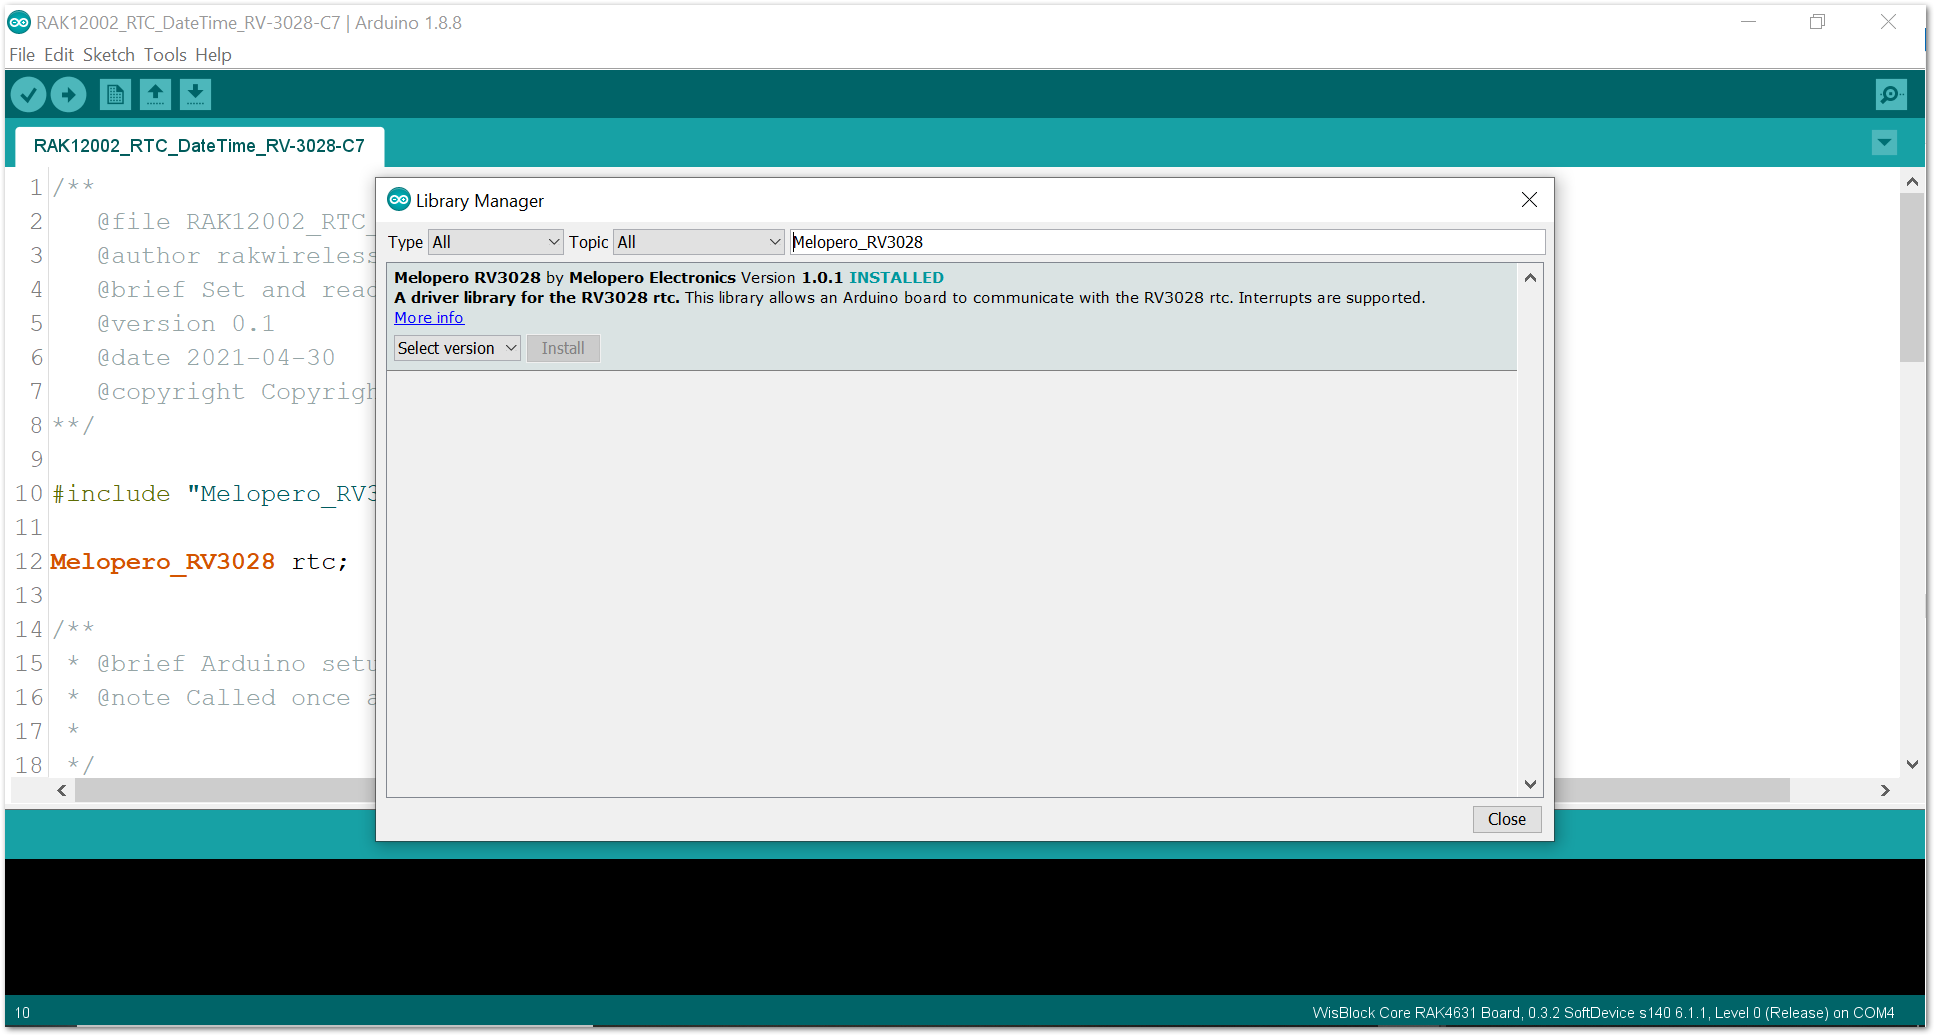 RAK12002_RTC_DateTime_RV-3028-C7 | Arduino 1.8.8
File Edit Sketch Tools Help
RAK12002_RTC_DateTime_RV-3028-C7
1 /**
2 @file RAK12002_RTC_
3 @author rakwireless
4 @brief Set and read
5 @version 0.1
6 @date 2021-04-30
7 @copyright Copyrigh
8 **/
9
10 #include "Melopero_RV3
11
12 Melopero_RV3028 rtc;
13
14 /**
15 * @brief Arduino setu
16 * @note Called once a
17 *
18 */
Library Manager
Type All Topic All Melopero_RV3028
Melopero RV3028 by Melopero Electronics Version 1.0.1 INSTALLED
A driver library for the RV3028 rtc. This library allows an Arduino board to communicate with the RV3028 rtc. Interrupts are supported.
More info
Select version Install
Close
10 WisBlock Core RAK4631 Board, 0.3.2 SoftDevice s140 6.1.1, Level 0 (Release) on COM4